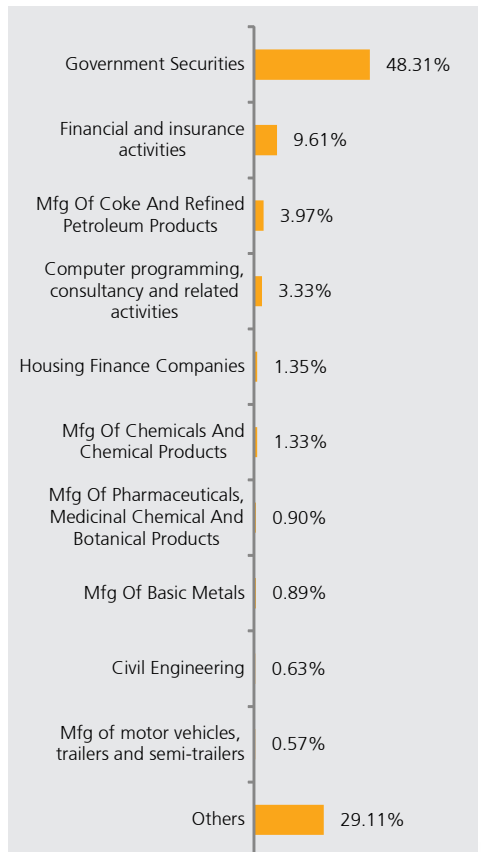 Government Securities 48.31%
Financial and insurance
activities 9.61%
Mfg Of Coke And Refined
Petroleum Products 3.97%
Computer programming,
consultancy and related
activities 3.33%
Housing Finance Companies 1.35%
Mfg Of Chemicals And
Chemical Products 1.33%
Mfg Of Pharmaceuticals,
Medicinal Chemical And
Botanical Products 0.90%
Mfg Of Basic Metals 0.89%
Civil Engineering 0.63%
Mfg of motor vehicles,
trailers and semi-trailers 0.57%
Others 29.11%